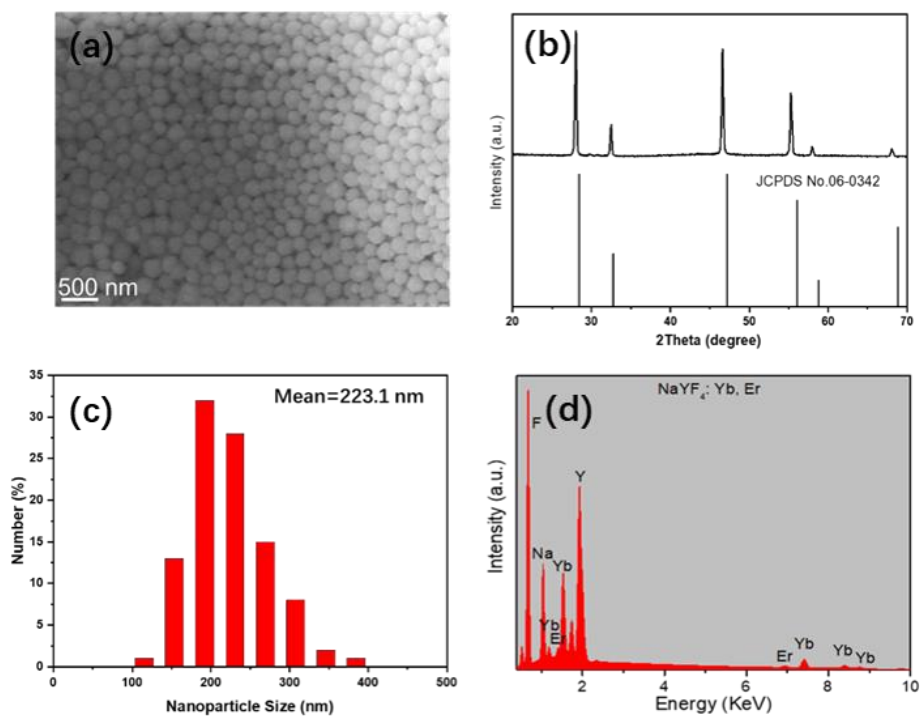 (a)
500 nm
(b)
Intensity (a.u.)
JCPDS No.06-0342
20 30 40 50 60 70
2Theta (degree)
(c)
Mean=223.1 nm
Number (%)
35
30
25
20
15
10
5
0
0 100 200 300 400 500
Nanoparticle Size (nm)
(d)
NaYF4: Yb, Er
Intensity (a.u.)
F
Y
Na
Yb
Yb
Er
Er
Yb
Yb
Yb
2 4 6 8 10
Energy (KeV)